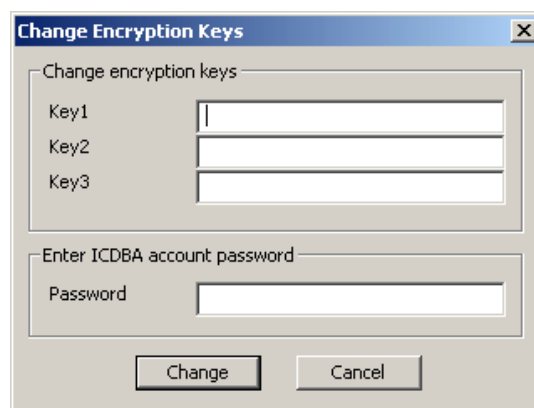 Change Encryption Keys
Change encryption keys
Key1
Key2
Key3
Enter ICDBA account password
Password
Change Cancel